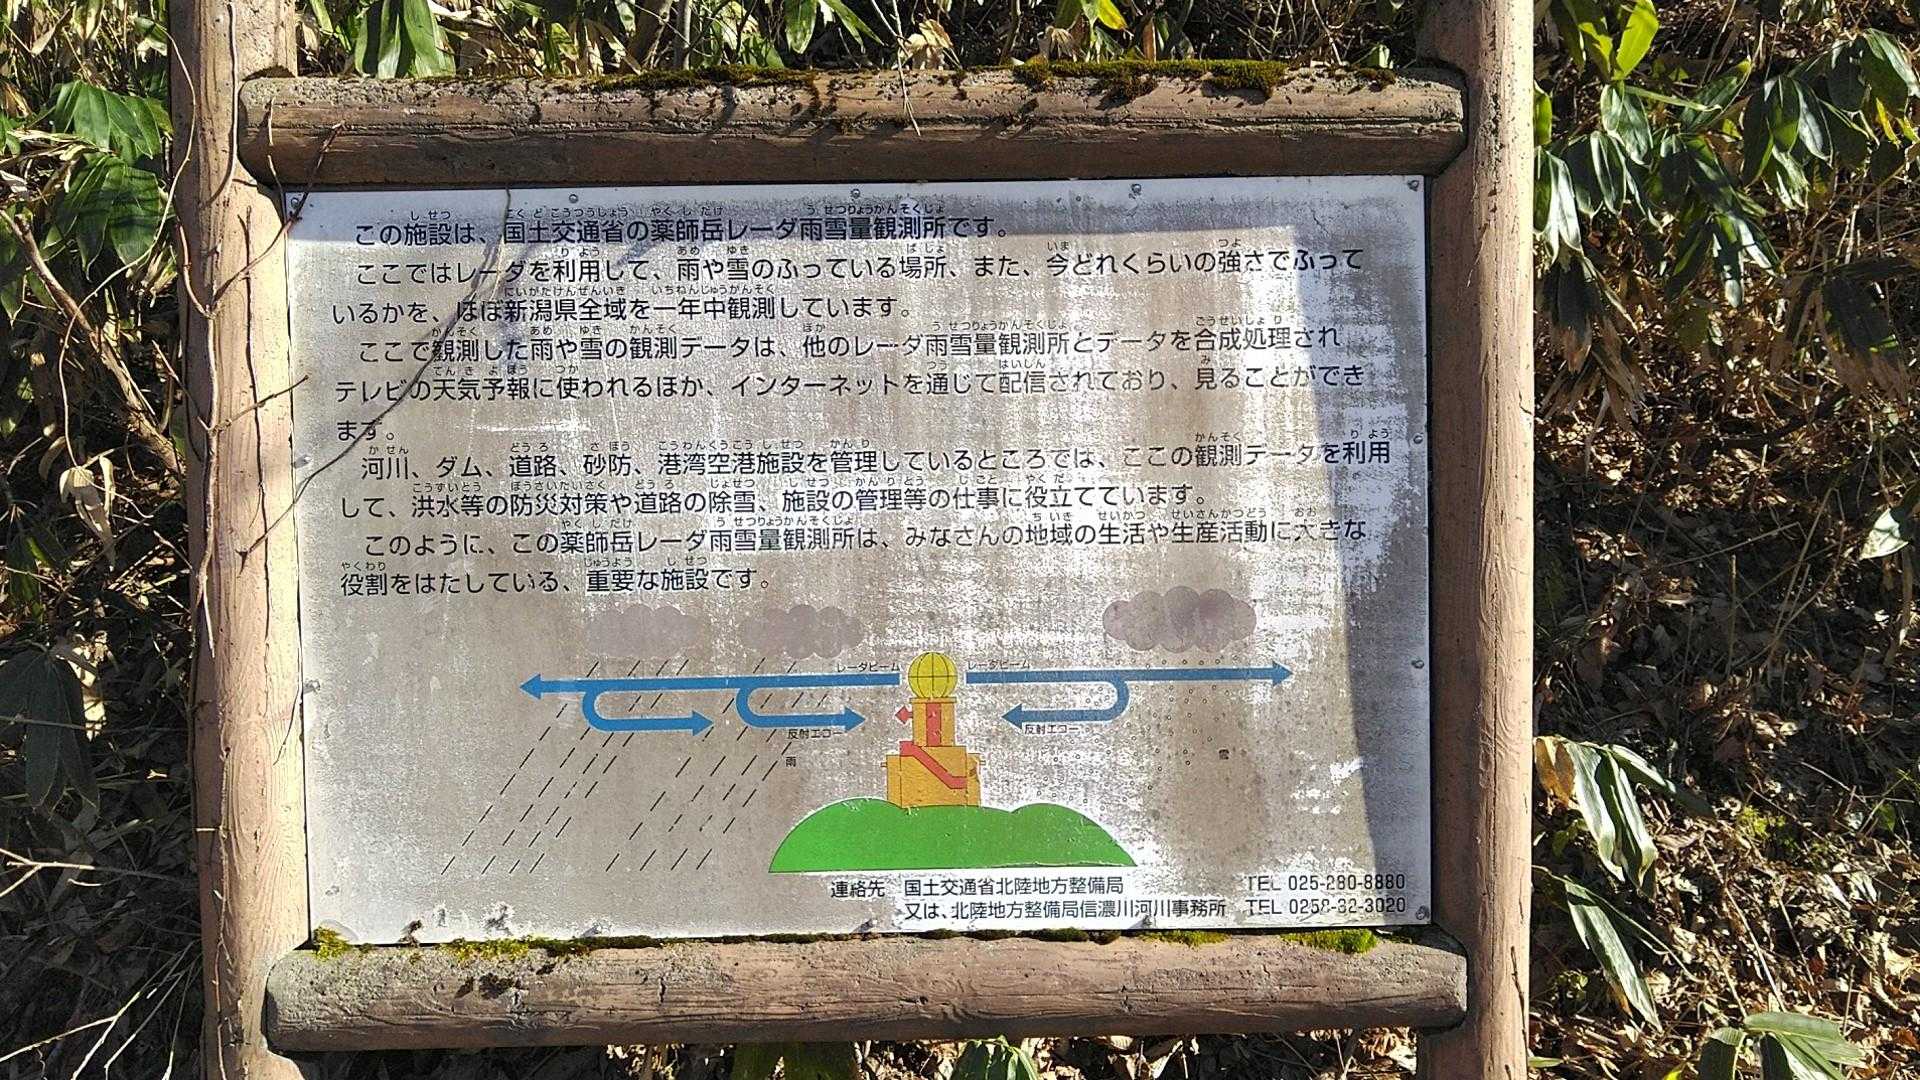 この施設は、国土交通省の薬師岳レーダ雨雪量観測所です。
ここではレーダを利用して、雨や雪のふっている場所、また、今どれくらいの強さでふって
いるかを、ほぼ新潟県全域を一年中観測しています。
ここで観測した雨や雪の観測データは、他のレーダ雨雪量観測所とデータを合成処理され
テレビの天気予報に使われるほか、インターネットを通じて配信されており、見ることができ
ます。
河川、ダム、道路、砂防、港湾空港施設を管理しているところでは、ここの観測データを利用
して、洪水等の防災対策や道路の除雪、施設の管理等の仕事に役立てています。
このように、この薬師岳レーダ雨雪量観測所は、みなさんの地域の生活や生産活動に大きな
役割をはたしている、重要な施設です。
レーダビーム レーダビーム
反射エコー 反射エコー
雨 雪
連絡先 国土交通省北陸地方整備局 TEL 025-280-8880
又は、北陸地方整備局信濃川河川事務所 TEL 0258-32-3020